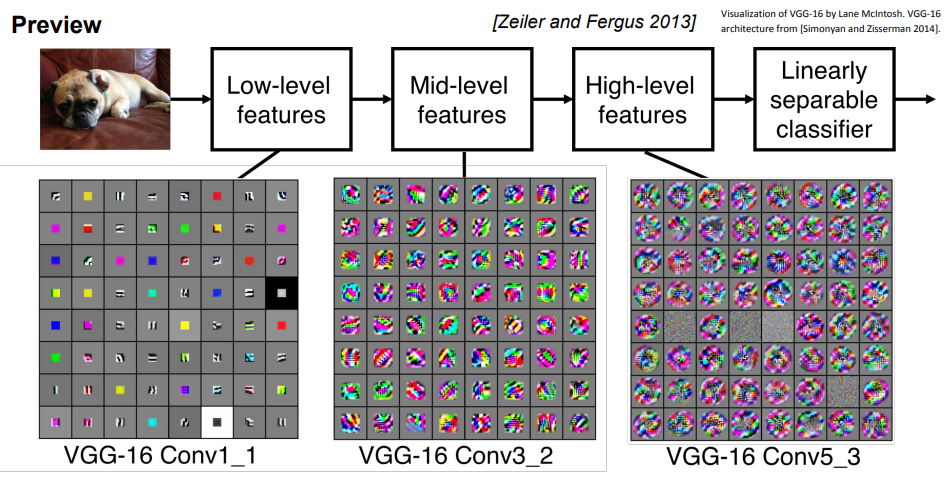 Preview
[Zeiler and Fergus 2013]
Visualization of VGG-16 by Lane McIntosh. VGG-16
architecture from [Simonyan and Zisserman 2014].
Low-level
features
Mid-level
features
High-level
features
Linearly
separable
classifier
VGG-16 Conv1_1
VGG-16 Conv3_2
VGG-16 Conv5_3